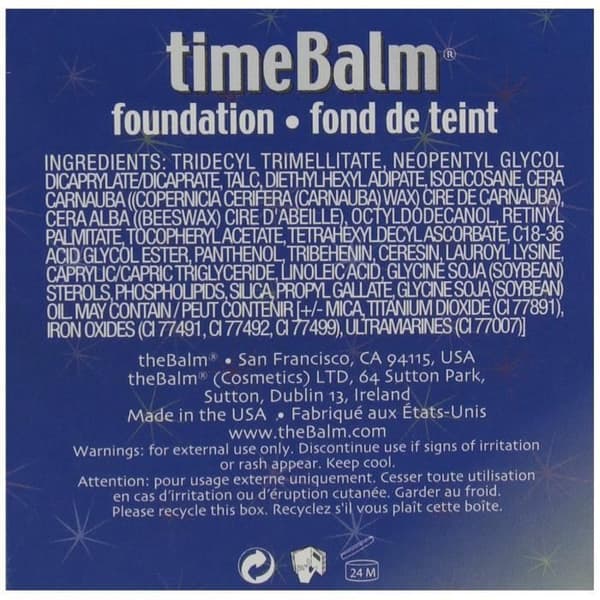 timeBalm®
foundation • fond de teint
INGREDIENTS: TRIDECYL TRIMELLITATE, NEOPENTYL GLYCOL
DICAPRYLATE/DICAPRATE, TALC, DIETHYLHEXYL ADIPATE, ISOEICOSANE, CERA
CARNAUBA ((COPERNICIA CERIFERA (CARNAUBA) WAX) CIRE DE CARNAUBA),
CERA ALBA ((BEESWAX) CIRE D'ABEILLE), OCTYLDODECANOL, RETINYL
PALMITATE, TOCOPHERYL ACETATE, TETRAHEXYLDECYL ASCORBATE, C18-36
ACID GLYCOL ESTER, PANTHENOL, TRIBEHENIN, CERESIN, LAUROYL LYSINE,
CAPRYLIC/CAPRIC TRIGLYCERIDE, LINOLEIC ACID, GLYCINE SOJA (SOYBEAN)
STEROLS, PHOSPHOLIPIDS, SILICA, PROPYL GALLATE, GLYCINE SOJA (SOYBEAN)
OIL. MAY CONTAIN / PEUT CONTENIR [+/- MICA, TITANIUM DIOXIDE (CI 77891),
IRON OXIDES (CI 77491, CI 77492, CI 77499), ULTRAMARINES (CI 77007)]
theBalm® • San Francisco, CA 94115, USA
theBalm® (Cosmetics) LTD, 64 Sutton Park,
Sutton, Dublin 13, Ireland
Made in the USA • Fabriqué aux États-Unis
www.theBalm.com
Warnings: for external use only. Discontinue use if signs of irritation
or rash appear. Keep cool.
Attention: pour usage externe uniquement. Cesser toute utilisation
en cas d'irritation ou d'éruption cutanée. Garder au froid.
Please recycle this box. Recyclez s'il vous plaît cette boîte.
24 M